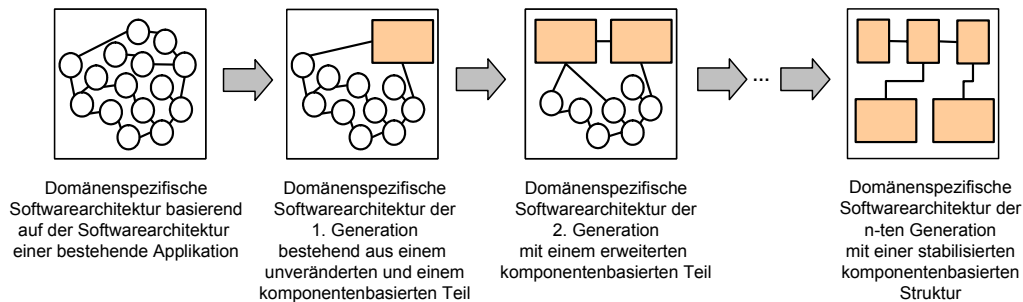 ...
Domänenspezifische
Softwarearchitektur basierend
auf der Softwarearchitektur
einer bestehende Applikation
Domänenspezifische
Softwarearchitektur der
1. Generation
bestehend aus einem
unveränderten und einem
komponentenbasierten Teil
Domänenspezifische
Softwarearchitektur der
2. Generation
mit einem erweiterten
komponentenbasierten Teil
Domänenspezifische
Softwarearchitektur der
n-ten Generation
mit einer stabilisierten
komponentenbasierten
Struktur